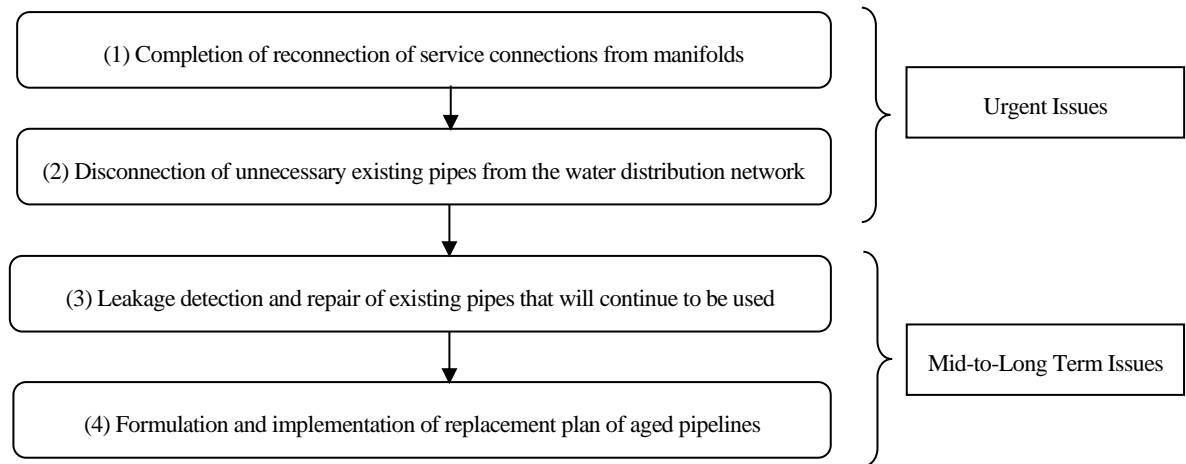 (1) Completion of reconnection of service connections from manifolds
Urgent Issues
(2) Disconnection of unnecessary existing pipes from the water distribution network
(3) Leakage detection and repair of existing pipes that will continue to be used
Mid-to-Long Term Issues
(4) Formulation and implementation of replacement plan of aged pipelines